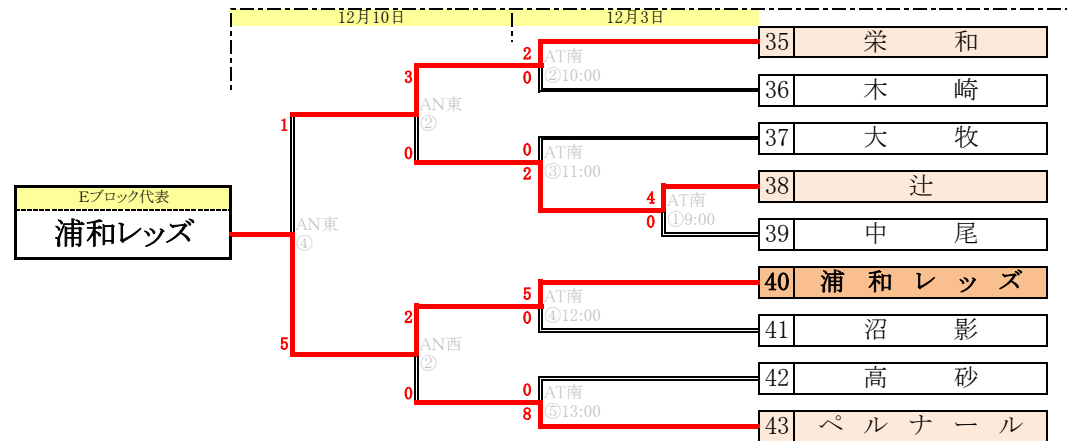 12月10日 12月3日
35 栄和
2
AT南
0
②10:00
3
36 木崎
AN東
②
1
37 大牧
0
0
AT南
2
③11:00
38 辻
4
AT南
0
①9:00
Eブロック代表
浦和レッズ
AN東
④
39 中尾
40 浦和レッズ
5
AT南
0
④12:00
2
41 沼影
5
AN西
②
42 高砂
0
0
AT南
8
⑤13:00
43 ペルナール